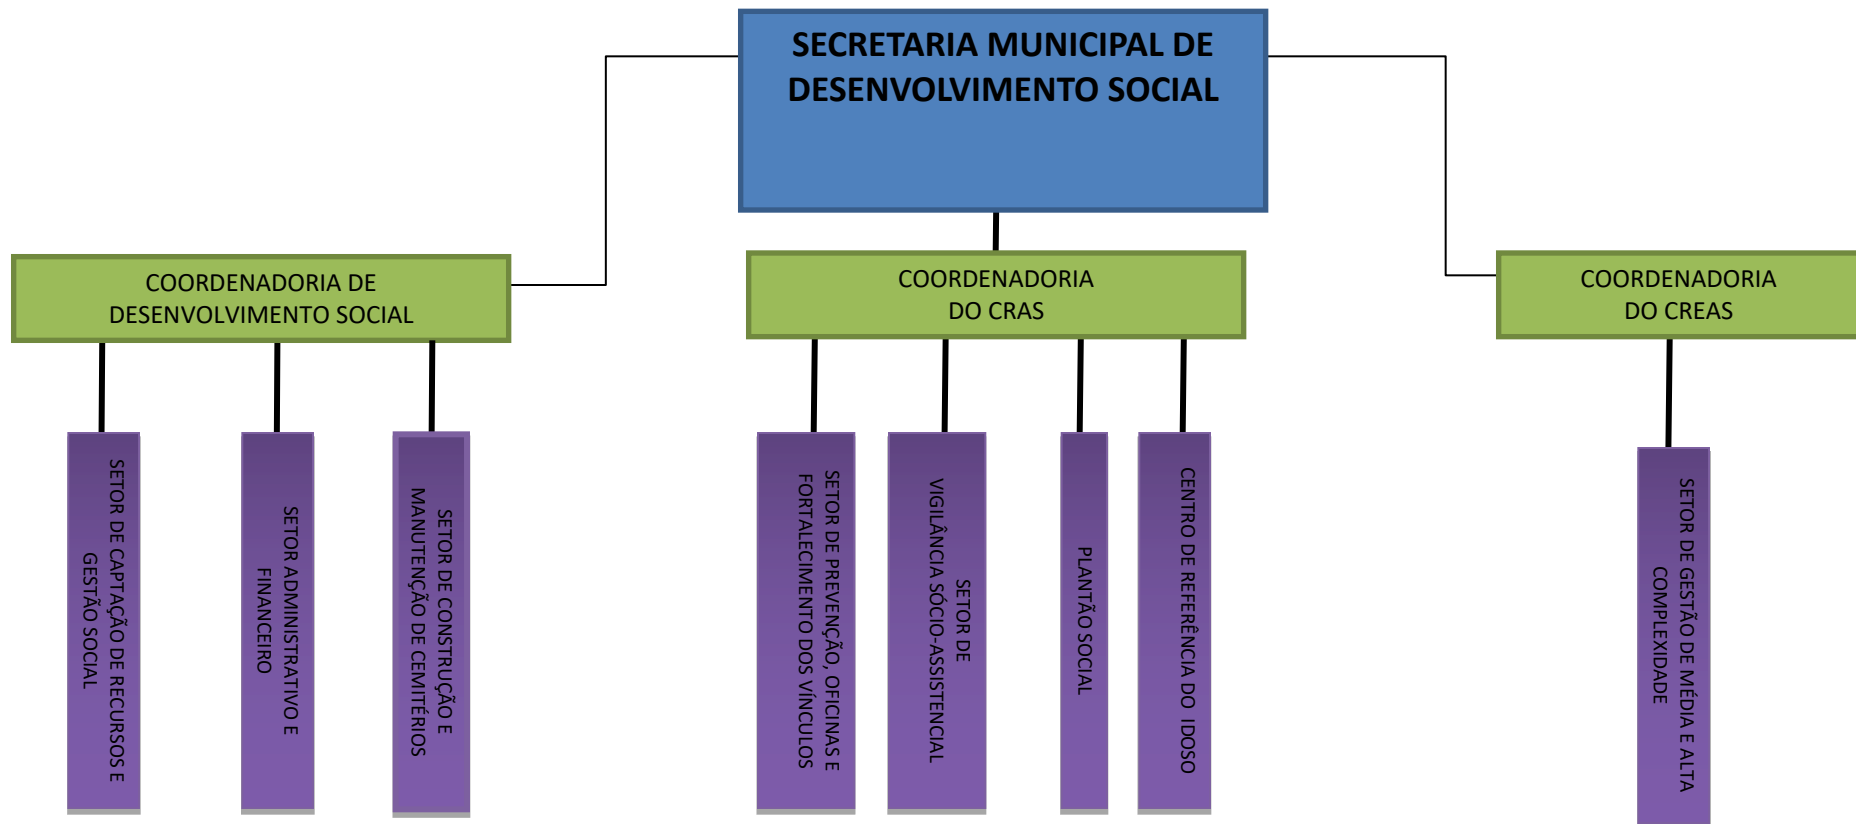 SECRETARIA MUNICIPAL DE
DESENVOLVIMENTO SOCIAL
COORDENADORIA DE
DESENVOLVIMENTO SOCIAL
COORDENADORIA
DO CRAS
COORDENADORIA
DO CREAS
SETOR DE CAPTAÇÃO DE RECURSOS E
GESTÃO SOCIAL
SETOR ADMINISTRATIVO E
FINANCEIRO
SETOR DE CONSTRUÇÃO E
MANUTENÇÃO DE CEMITÉRIOS
SETOR DE PREVENÇÃO, OFICINAS E
FORTALECIMENTO DOS VÍNCULOS
SETOR DE
VIGILÂNCIA SÓCIO-ASSISTENCIAL
PLANTÃO SOCIAL
CENTRO DE REFERÊNCIA DO IDOSO
SETOR DE GESTÃO DE MÉDIA E ALTA
COMPLEXIDADE